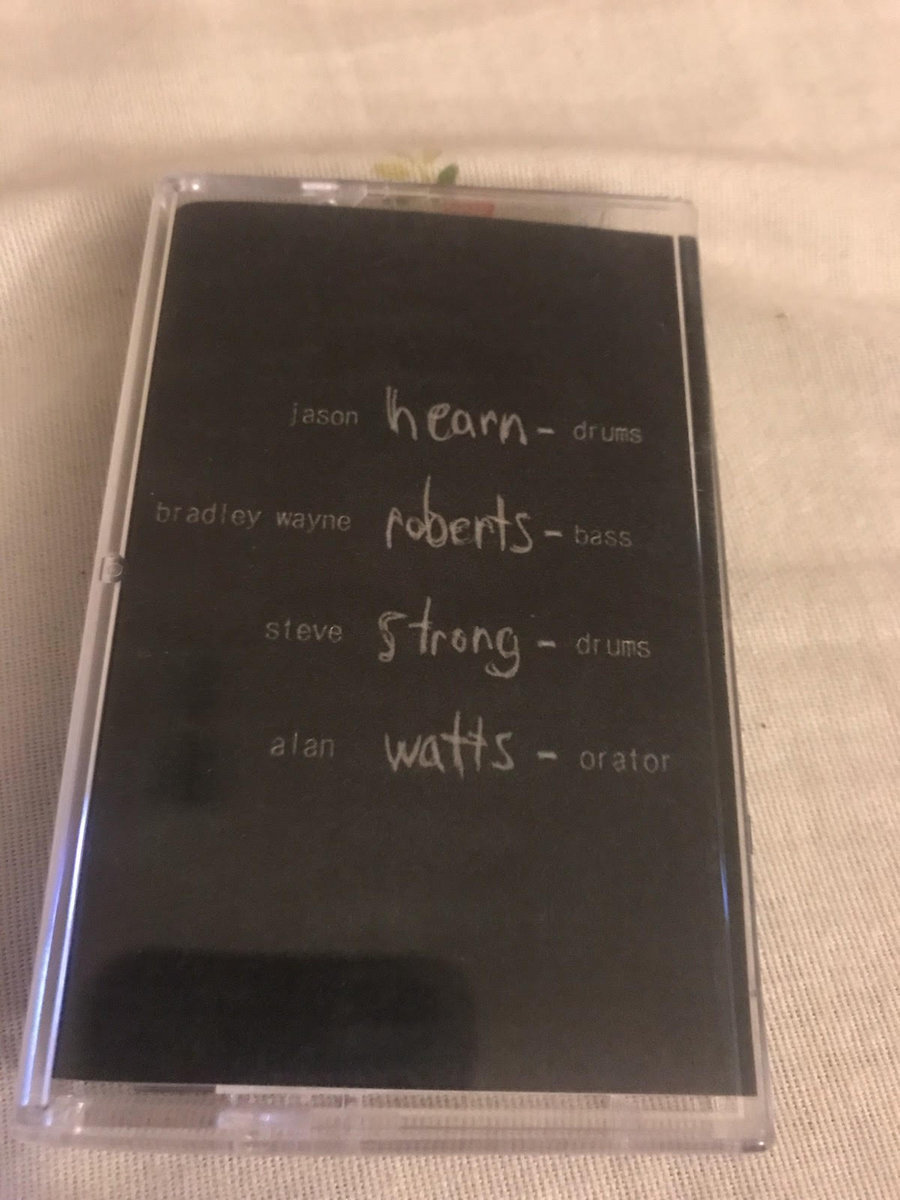 jason hearn - drums
bradley wayne roberts - bass
steve strong - drums
alan watts - orator